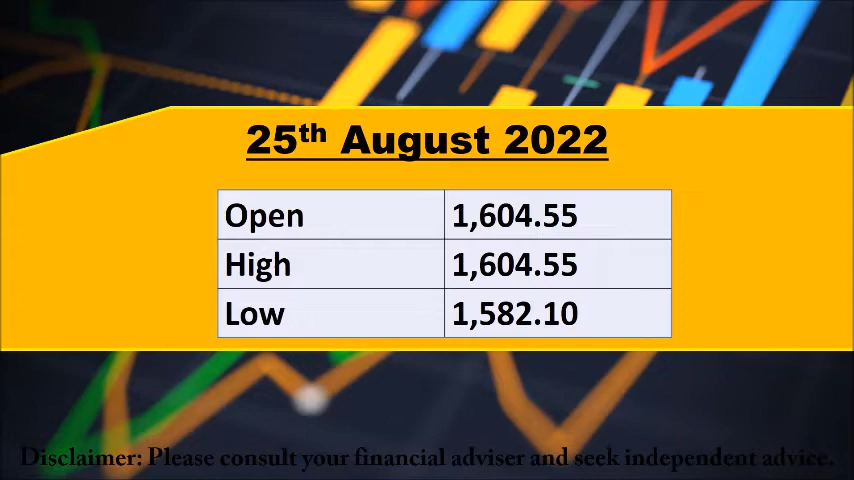 25th August 2022
Open 1,604.55
High 1,604.55
Low 1,582.10
Disclaimer: Please consult your financial adviser and seek independent advice.